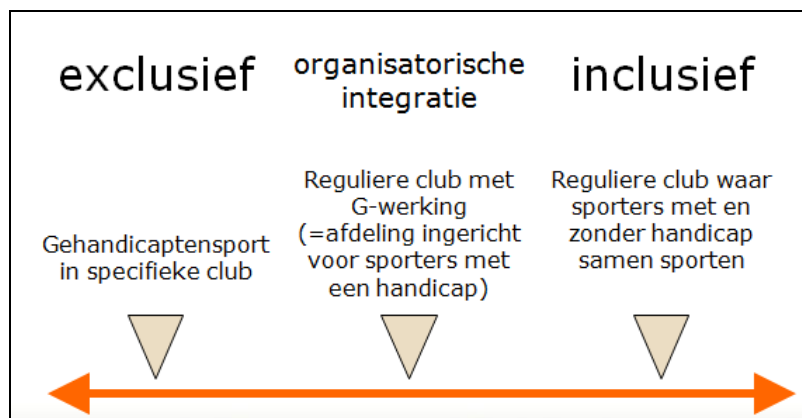 exclusief
organisatorische
integratie
inclusief
Gehandicaptensport
in specifieke club
Reguliere club met
G-werking
(=afdeling ingericht
voor sporters met
een handicap)
Reguliere club waar
sporters met en
zonder handicap
samen sporten